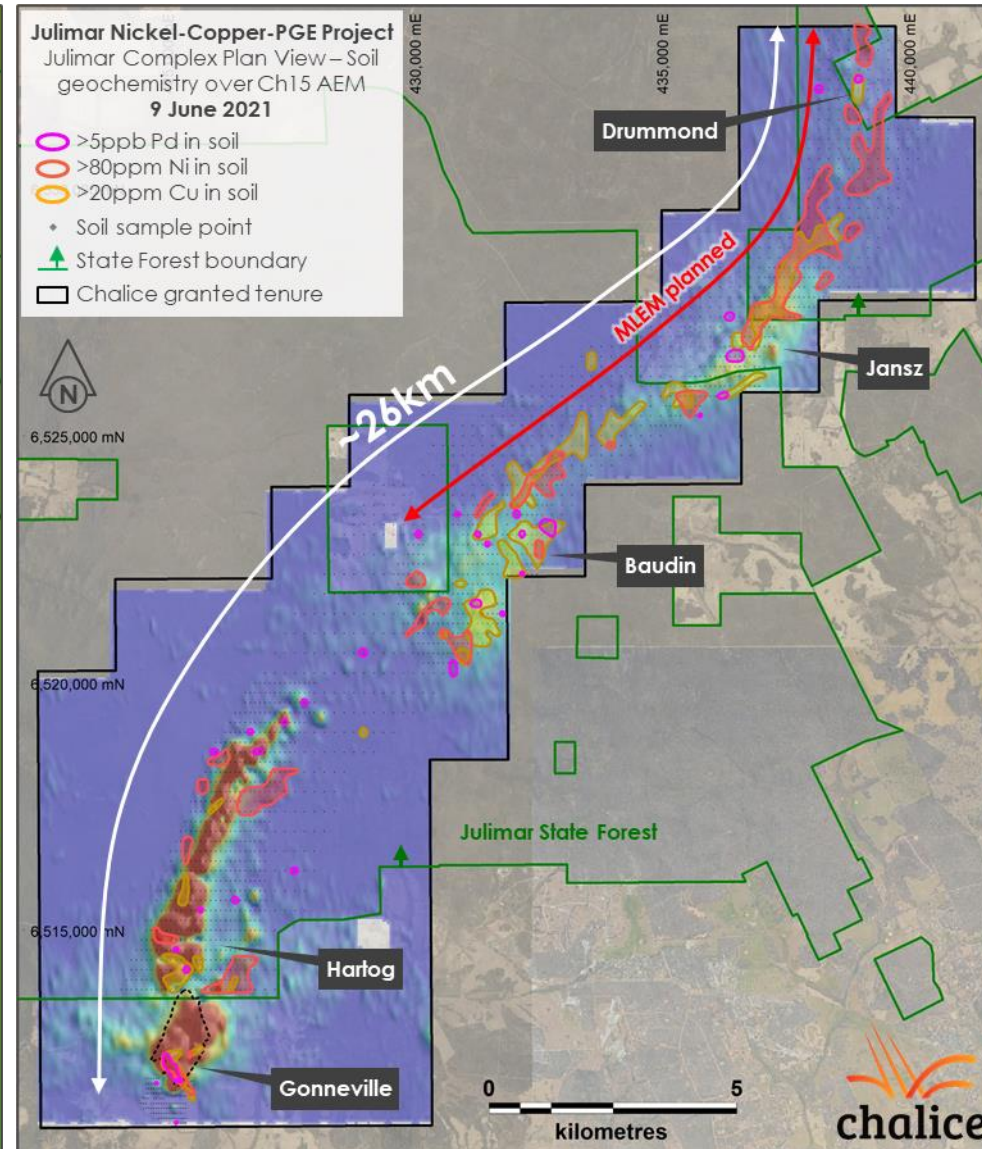 Julimar Nickel-Copper-PGE Project
Julimar Complex Plan View – Soil
geochemistry over Ch15 AEM
9 June 2021
>5ppb Pd in soil
>80ppm Ni in soil
>20ppm Cu in soil
Soil sample point
State Forest boundary
Chalice granted tenure
N
430,000 mE
435,000 mE
440,000 mE
Drummond
MLEM planned
~26km
Jansz
6,525,000 mN
Baudin
6,520,000 mN
Julimar State Forest
6,515,000 mN
Hartog
Gonneville
0 5
kilometres
chalice